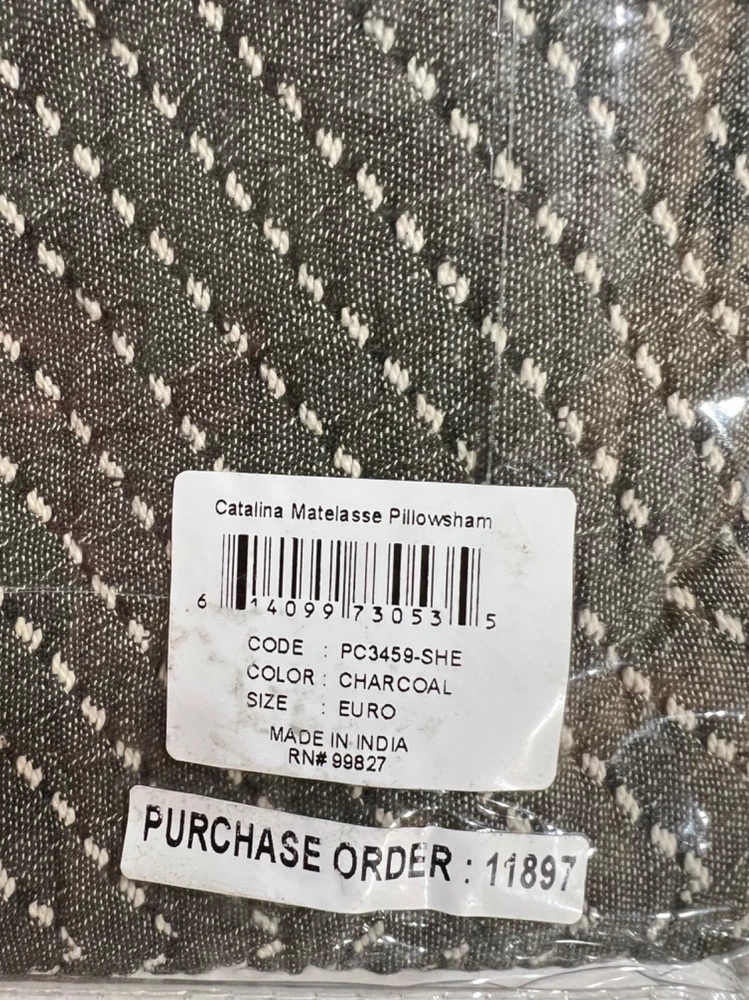 Catalina Matelasse Pillowsham
6 14099 73053 5
CODE : PC3459-SHE
COLOR : CHARCOAL
SIZE : EURO
MADE IN INDIA
RN# 99827
PURCHASE ORDER : 11897